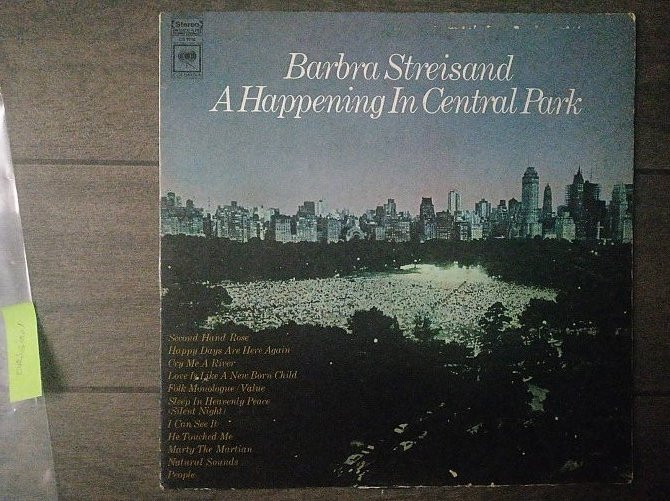 Stereo
Barbra Streisand
A Happening In Central Park
Second Hand Rose
Happy Days Are Here Again
Cry Me A River
Love Is Like A New Born Child
Folk Monologue/Value
Sleep In Heavenly Peace
(Silent Night)
I Can See It
He Touched Me
Marty The Martian
Natural Sounds
People